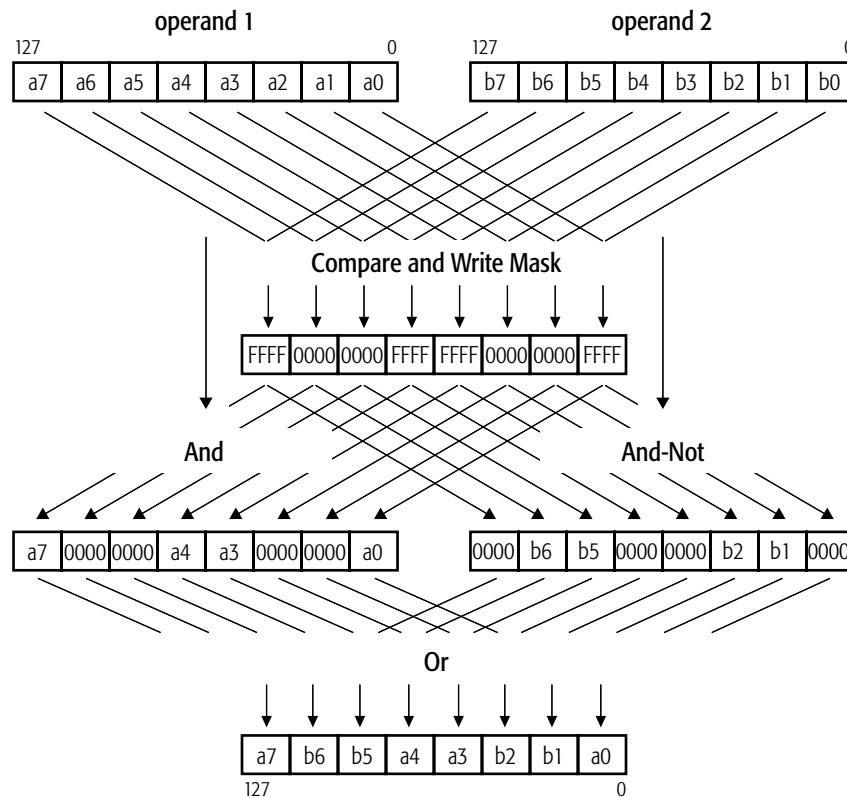 operand 1 operand 2
127 0 127 0
a7 a6 a5 a4 a3 a2 a1 a0 b7 b6 b5 b4 b3 b2 b1 b0
Compare and Write Mask
FFFF 0000 0000 FFFF FFFF 0000 0000 FFFF
And And-Not
a7 0000 0000 a4 a3 0000 0000 a0 0000 b6 b5 0000 0000 b2 b1 0000
Or
a7 b6 b5 a4 a3 b2 b1 a0
127 0